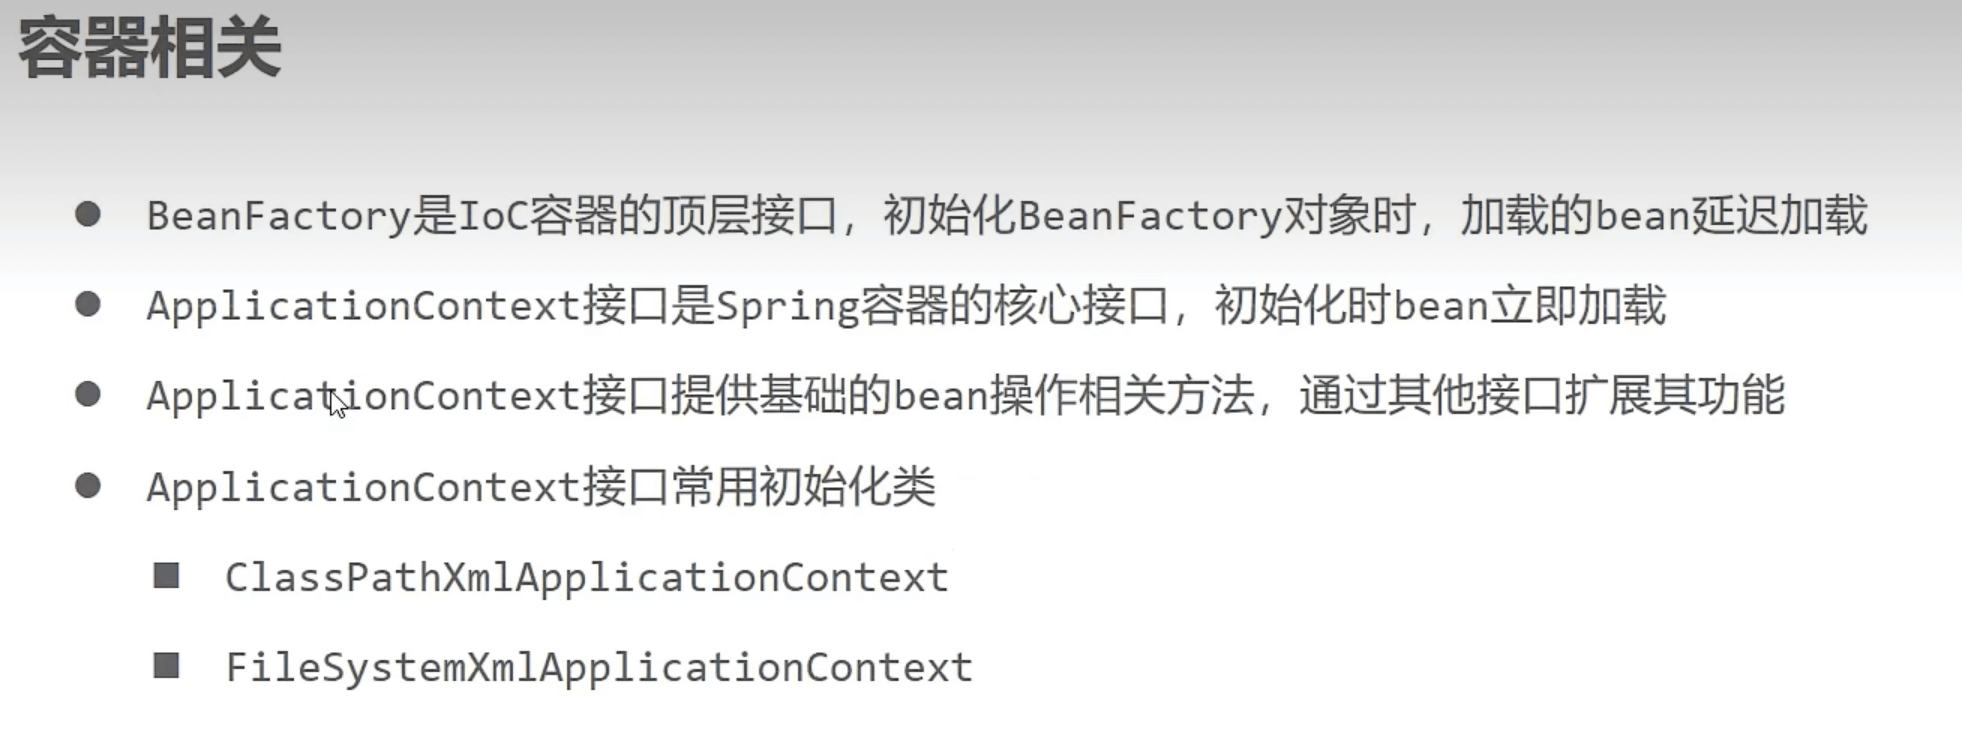 容器相关
BeanFactory是IoC容器的顶层接口，初始化BeanFactory对象时，加载的bean延迟加载
ApplicationContext接口是Spring容器的核心接口，初始化时bean立即加载
ApplicationContext接口提供基础的bean操作相关方法，通过其他接口扩展其功能
ApplicationContext接口常用初始化类
ClassPathXmlApplicationContext
FileSystemXmlApplicationContext